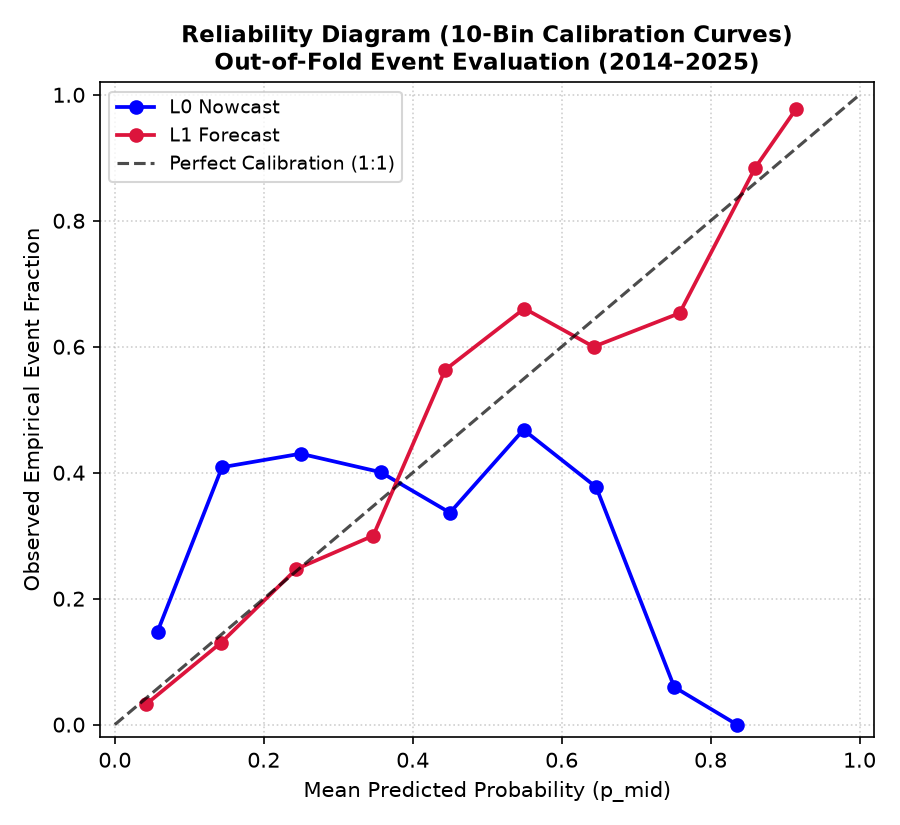 Reliability Diagram (10-Bin Calibration Curves)
Out-of-Fold Event Evaluation (2014–2025)
L0 Nowcast
L1 Forecast
Perfect Calibration (1:1)
Observed Empirical Event Fraction
1.0
0.8
0.6
0.4
0.2
0.0
0.0 0.2 0.4 0.6 0.8 1.0
Mean Predicted Probability (p_mid)